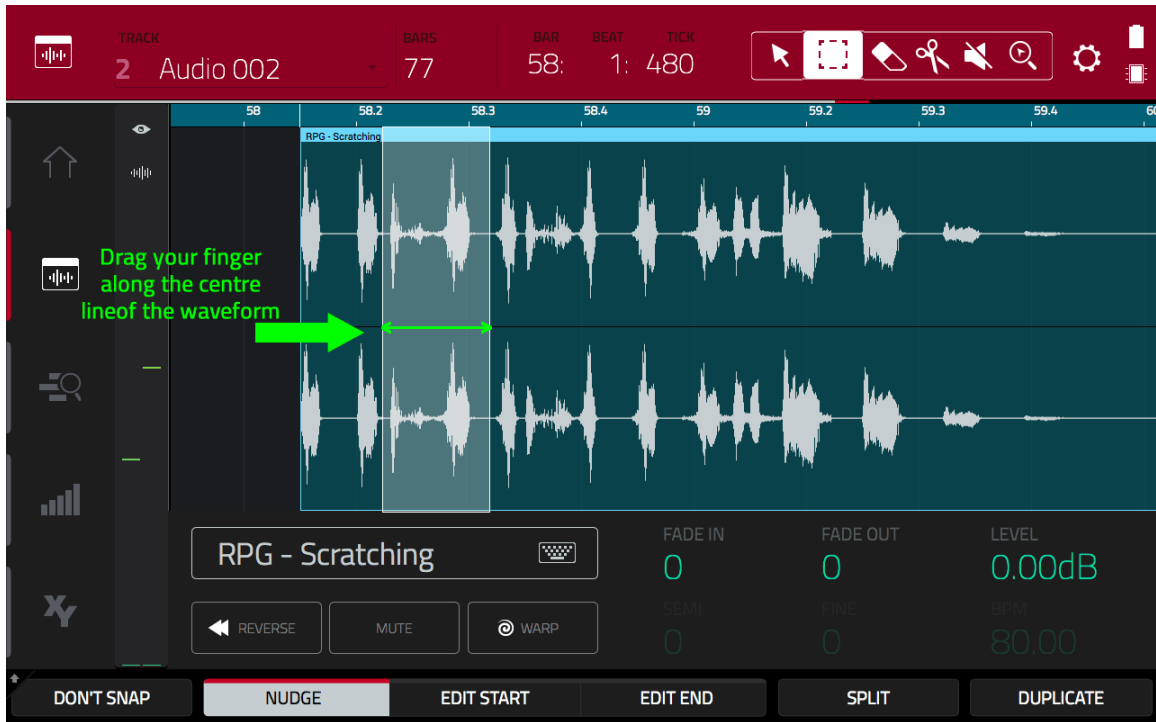 TRACK
BARS
BAR
BEAT
TICK
2 Audio 002
77
58: 1: 480
58
58.2
58.3
58.4
59
59.2
59.3
59.4
60
RPG - Scratching
Drag your finger
along the centre
lineof the waveform
RPG - Scratching
FADE IN
FADE OUT
LEVEL
0
0
0.00dB
REVERSE
MUTE
WARP
SEMI
FINE
BPM
0
0
80.00
XY
DON'T SNAP
NUDGE
EDIT START
EDIT END
SPLIT
DUPLICATE